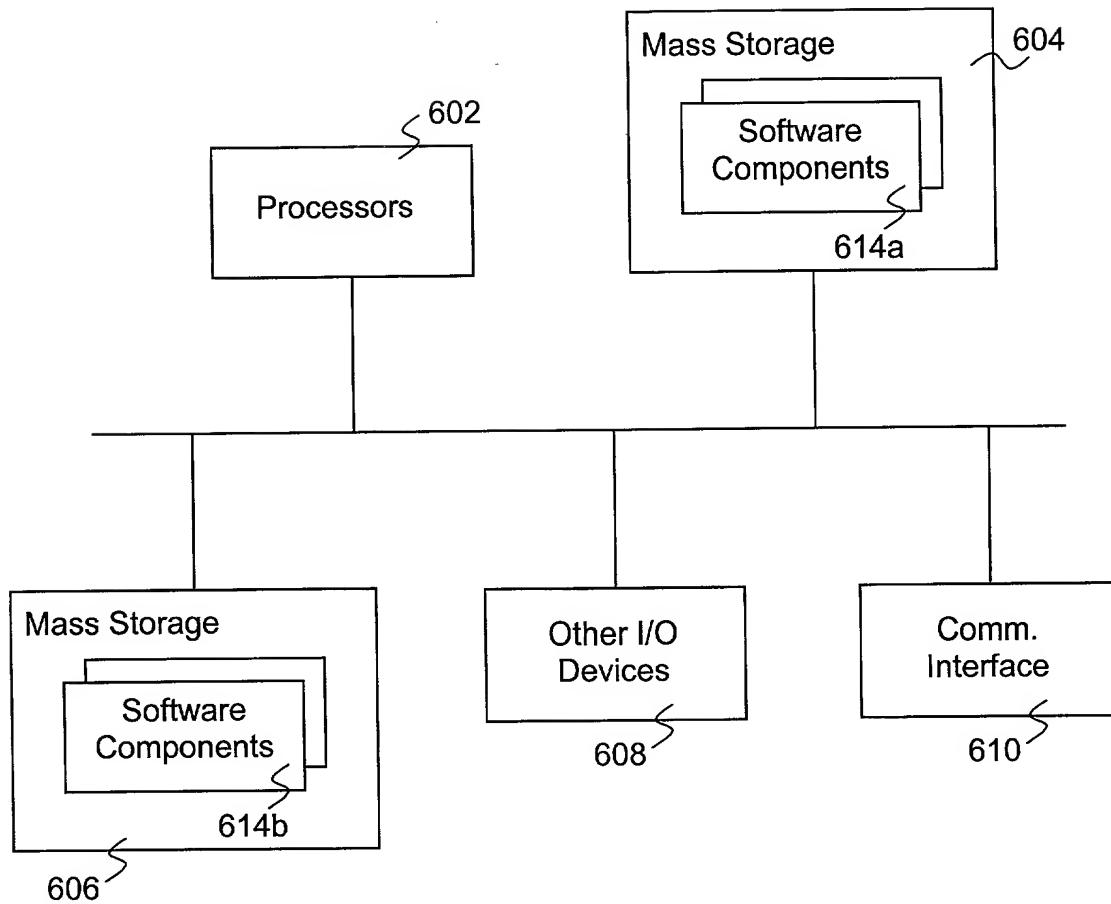 Mass Storage
604
Software
Components
614a
602
Processors
Mass Storage
Software
Components
614b
606
Other I/O
Devices
608
Comm.
Interface
610